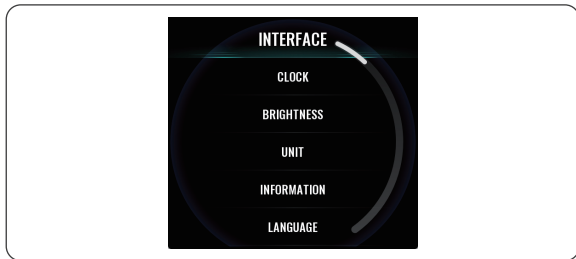 INTERFACE
CLOCK
BRIGHTNESS
UNIT
INFORMATION
LANGUAGE